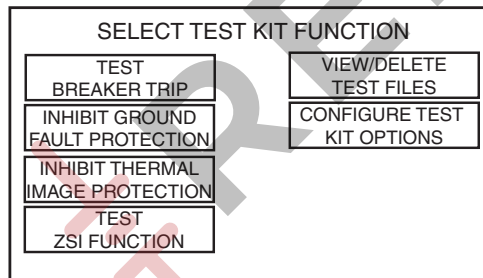 SELECT TEST KIT FUNCTION
TEST
BREAKER TRIP
INHIBIT GROUND
FAULT PROTECTION
INHIBIT THERMAL
IMAGE PROTECTION
TEST
ZSI FUNCTION
VIEW/DELETE
TEST FILES
CONFIGURE TEST
KIT OPTIONS